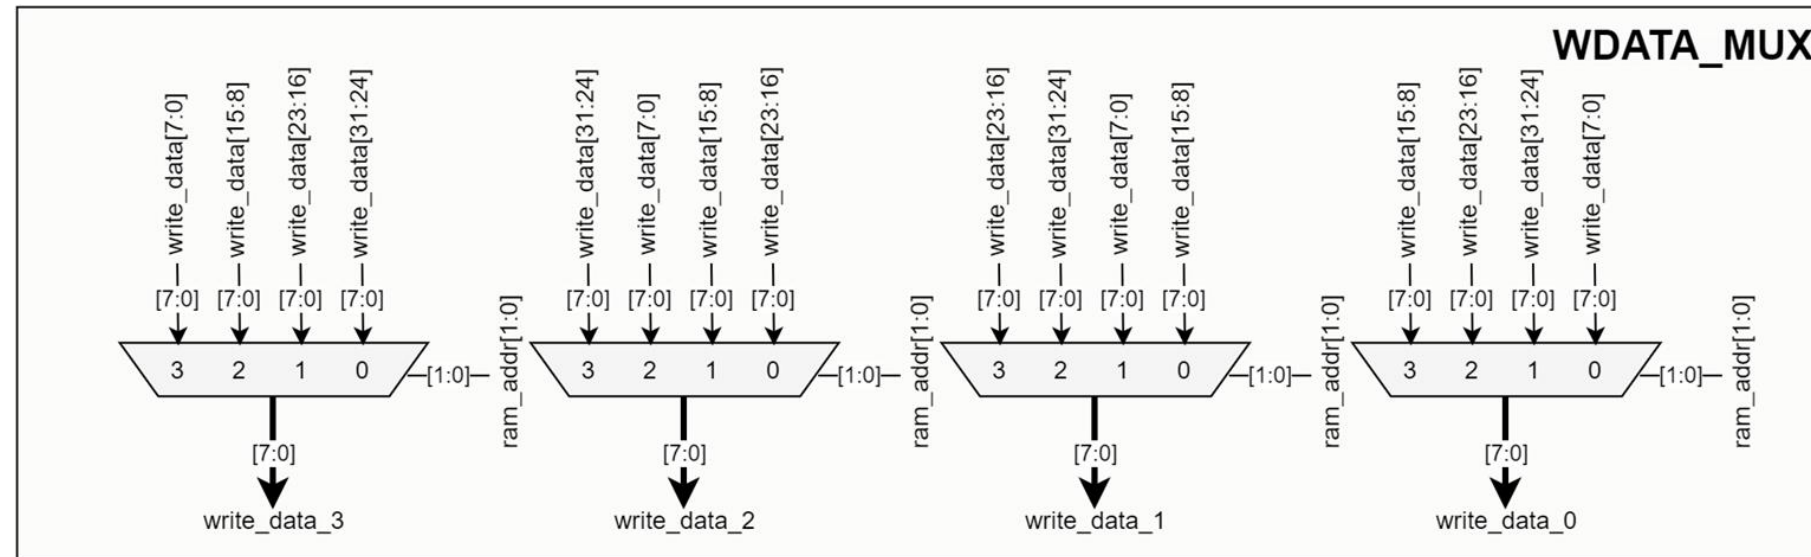 WDATA_MUX
write_data[7:0]
write_data[15:8]
write_data[23:16]
write_data[31:24]
[7:0]
[7:0]
[7:0]
[7:0]
3 2 1 0
[1:0]
ram_addr[1:0]
[7:0]
write_data_3
write_data[31:24]
write_data[7:0]
write_data[15:8]
write_data[23:16]
[7:0]
[7:0]
[7:0]
[7:0]
3 2 1 0
[1:0]
ram_addr[1:0]
[7:0]
write_data_2
write_data[23:16]
write_data[31:24]
write_data[7:0]
write_data[15:8]
[7:0]
[7:0]
[7:0]
[7:0]
3 2 1 0
[1:0]
ram_addr[1:0]
[7:0]
write_data_1
write_data[15:8]
write_data[23:16]
write_data[31:24]
write_data[7:0]
[7:0]
[7:0]
[7:0]
[7:0]
3 2 1 0
[1:0]
ram_addr[1:0]
[7:0]
write_data_0